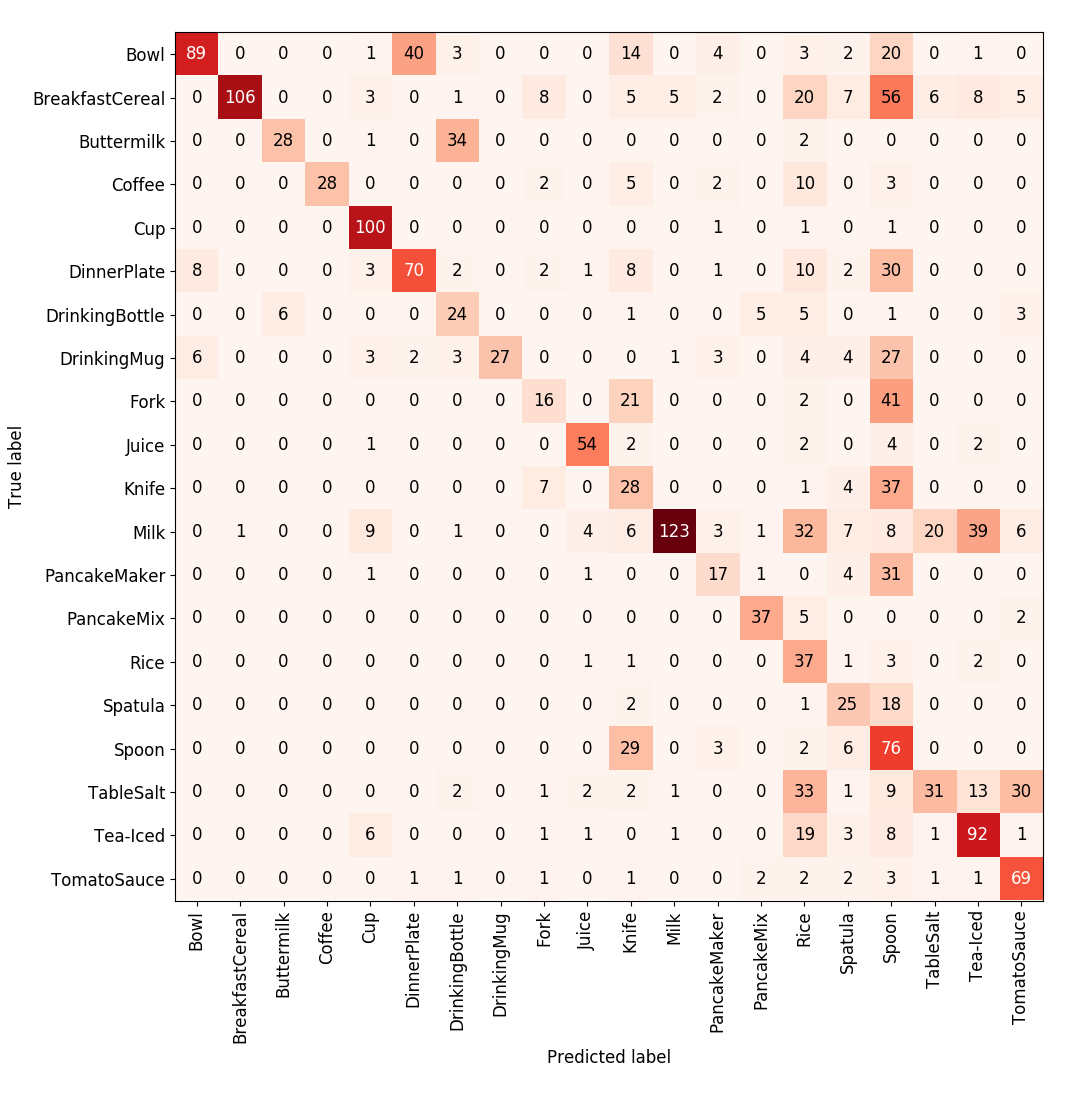 Bowl 89 0 0 0 1 40 3 0 0 0 14 0 4 0 3 2 20 0 1 0
BreakfastCereal 0 106 0 0 3 0 1 0 8 0 5 5 2 0 20 7 56 6 8 5
Buttermilk 0 0 28 0 1 0 34 0 0 0 0 0 0 0 2 0 0 0 0 0
Coffee 0 0 0 28 0 0 0 0 2 0 5 0 2 0 10 0 3 0 0 0
Cup 0 0 0 0 100 0 0 0 0 0 0 0 1 0 1 0 1 0 0 0
DinnerPlate 8 0 0 0 3 70 2 0 2 1 8 0 1 0 10 2 30 0 0 0
DrinkingBottle 0 0 6 0 0 0 24 0 0 0 1 0 0 5 5 0 1 0 0 3
DrinkingMug 6 0 0 0 3 2 3 27 0 0 0 1 3 0 4 4 27 0 0 0
Fork 0 0 0 0 0 0 0 0 16 0 21 0 0 0 2 0 41 0 0 0
Juice 0 0 0 0 1 0 0 0 0 54 2 0 0 0 2 0 4 0 2 0
Knife 0 0 0 0 0 0 0 0 7 0 28 0 0 0 1 4 37 0 0 0
Milk 0 1 0 0 9 0 1 0 0 4 6 123 3 1 32 7 8 20 39 6
PancakeMaker 0 0 0 0 1 0 0 0 0 1 0 0 17 1 0 4 31 0 0 0
PancakeMix 0 0 0 0 0 0 0 0 0 0 0 0 0 37 5 0 0 0 0 2
Rice 0 0 0 0 0 0 0 0 0 1 1 0 0 0 37 1 3 0 2 0
Spatula 0 0 0 0 0 0 0 0 0 0 2 0 0 0 1 25 18 0 0 0
Spoon 0 0 0 0 0 0 0 0 0 0 29 0 3 0 2 6 76 0 0 0
TableSalt 0 0 0 0 0 0 2 0 1 2 2 1 0 0 33 1 9 31 13 30
Tea-Iced 0 0 0 0 6 0 0 0 1 1 0 1 0 0 19 3 8 1 92 1
TomatoSauce 0 0 0 0 0 1 1 0 1 0 1 0 0 2 2 2 3 1 1 69
True label
Bowl BreakfastCereal Buttermilk Coffee Cup DinnerPlate DrinkingBottle DrinkingMug Fork Juice Knife Milk PancakeMaker PancakeMix Rice Spatula Spoon TableSalt Tea-Iced TomatoSauce
Predicted label